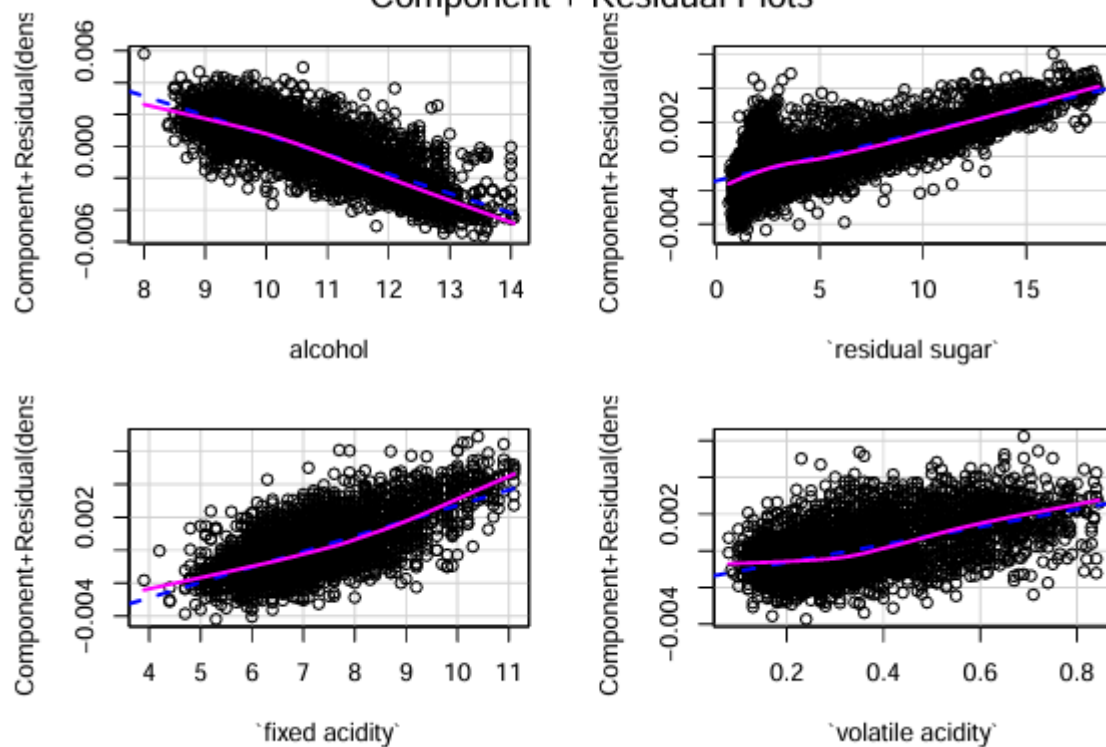 Component + Residual Plots
Component+Residual(dens
−0.006 0.000 0.006
8 9 10 11 12 13 14
alcohol
Component+Residual(dens
−0.004 0.002
0 5 10 15
`residual sugar`
Component+Residual(dens
−0.004 0.002
4 5 6 7 8 9 10 11
`fixed acidity`
Component+Residual(dens
−0.004 0.002
0.2 0.4 0.6 0.8
`volatile acidity`